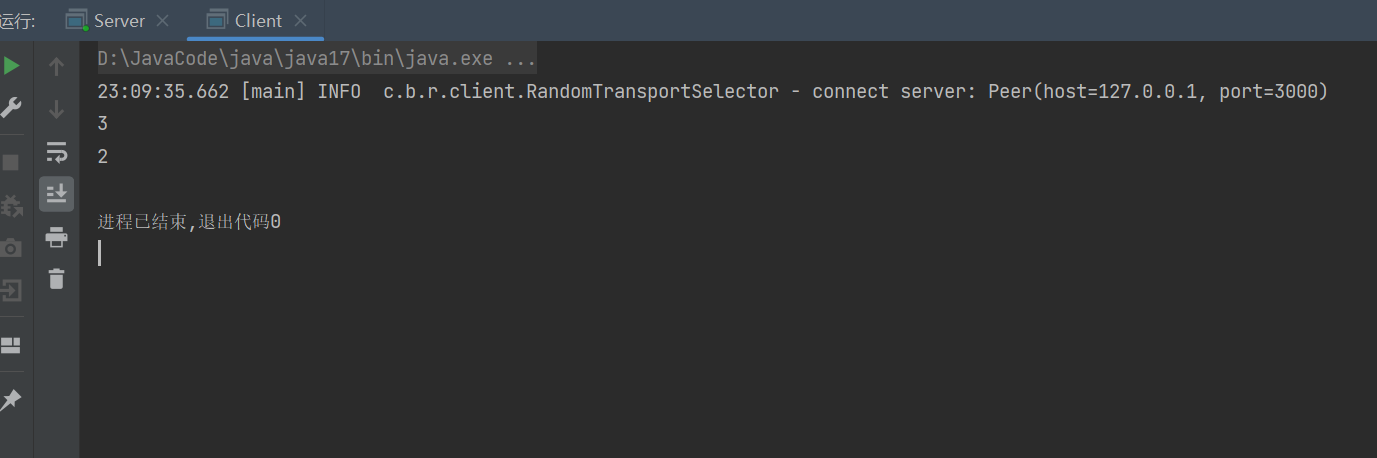 运行: Server Client
D:\JavaCode\java\java17\bin\java.exe ...
23:09:35.662 [main] INFO  c.b.r.client.RandomTransportSelector - connect server: Peer(host=127.0.0.1, port=3000)
3
2
进程已结束,退出代码0